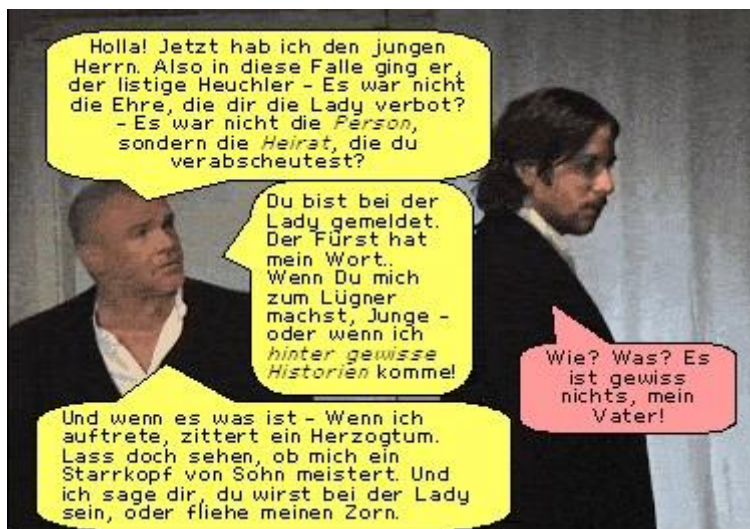 Holla! Jetzt hab ich den jungen
Herrn. Also in diese Falle ging er,
der listige Heuchler - Es war nicht
die Ehre, die dir die Lady verbot?
- Es war nicht die Person,
sondern die Heirat, die du
verabscheutest?
Du bist bei der
Lady gemeldet.
Der Fürst hat
mein Wort..
Wenn Du mich
zum Lügner
machst, Junge -
oder wenn ich
hinter gewisse
Historien komme!
Wie? Was? Es
ist gewiss
nichts, mein
Vater!
Und wenn es was ist - Wenn ich
auftrete, zittert ein Herzogtum.
Lass doch sehen, ob mich ein
Starrkopf von Sohn meistert. Und
ich sage dir, du wirst bei der Lady
sein, oder fliehe meinen Zorn.